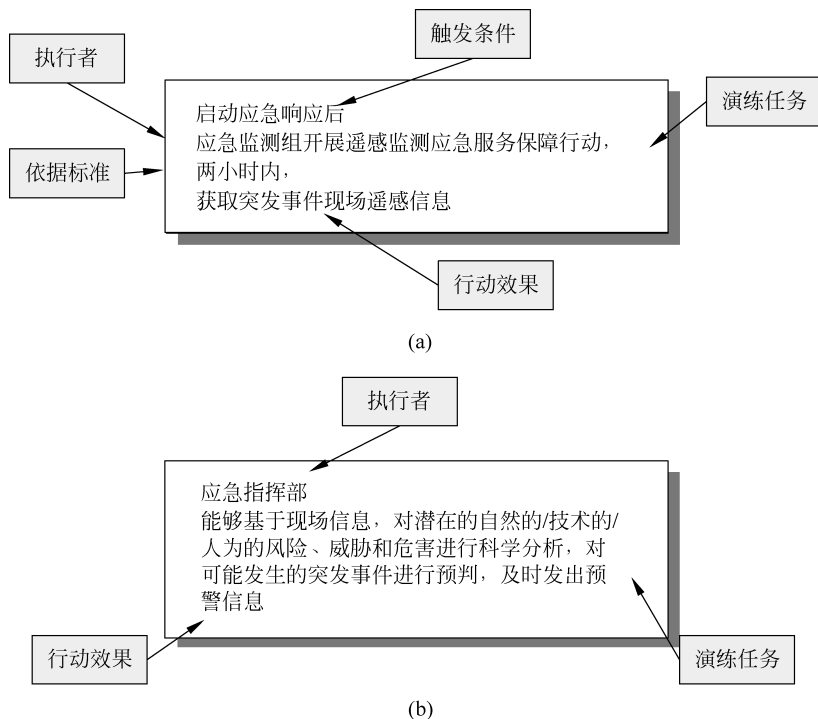 触发条件
执行者
演练任务
启动应急响应后
应急监测组开展遥感监测应急服务保障行动，
两小时内，
依据标准
获取突发事件现场遥感信息
行动效果
(a)
执行者
应急指挥部
能够基于现场信息，对潜在的自然的/技术的/
人为的风险、威胁和危害进行科学分析，对
可能发生的突发事件进行预判，及时发出预
警信息
行动效果
演练任务
(b)